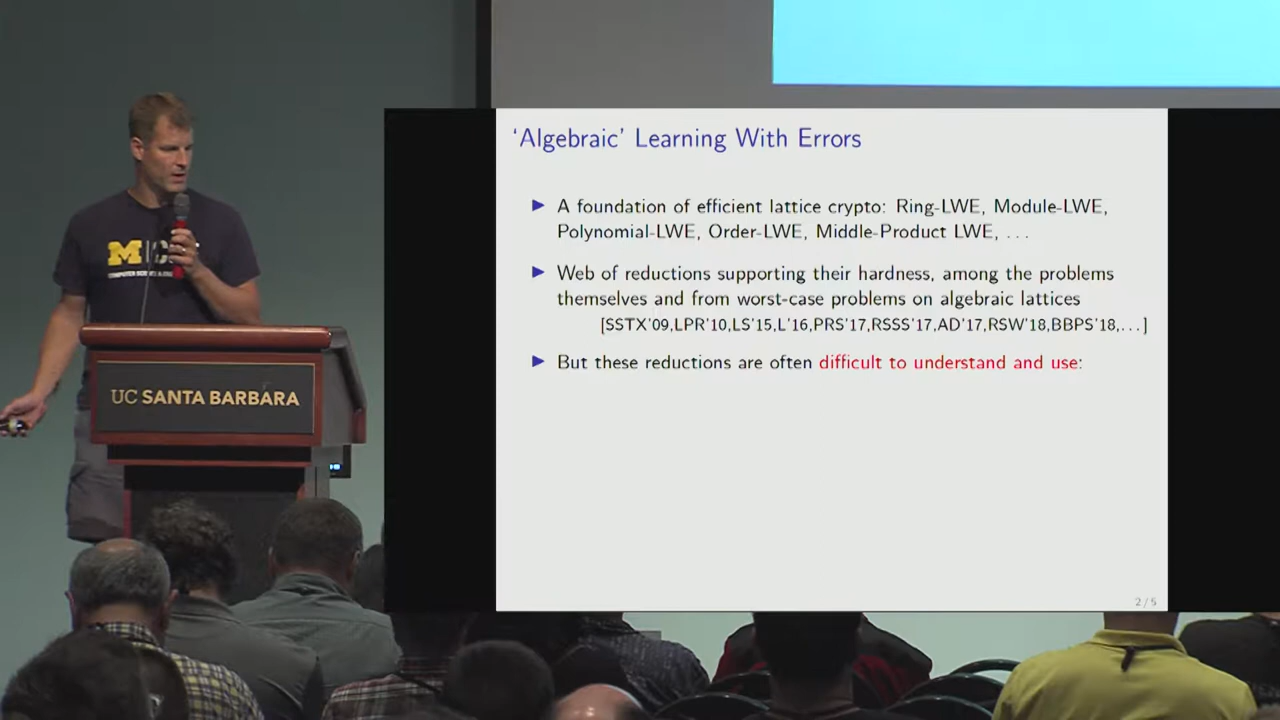 'Algebraic' Learning With Errors
A foundation of efficient lattice crypto: Ring-LWE, Module-LWE,
Polynomial-LWE, Order-LWE, Middle-Product LWE, ...
Web of reductions supporting their hardness, among the problems
themselves and from worst-case problems on algebraic lattices
[SSTX'09,LPR'10,LS'15,L'16,PRS'17,RSSS'17,AD'17,RSW'18,BBPS'18,...]
But these reductions are often difficult to understand and use:
2 / 5
M
COMPUTER
UC SANTA BARBARA